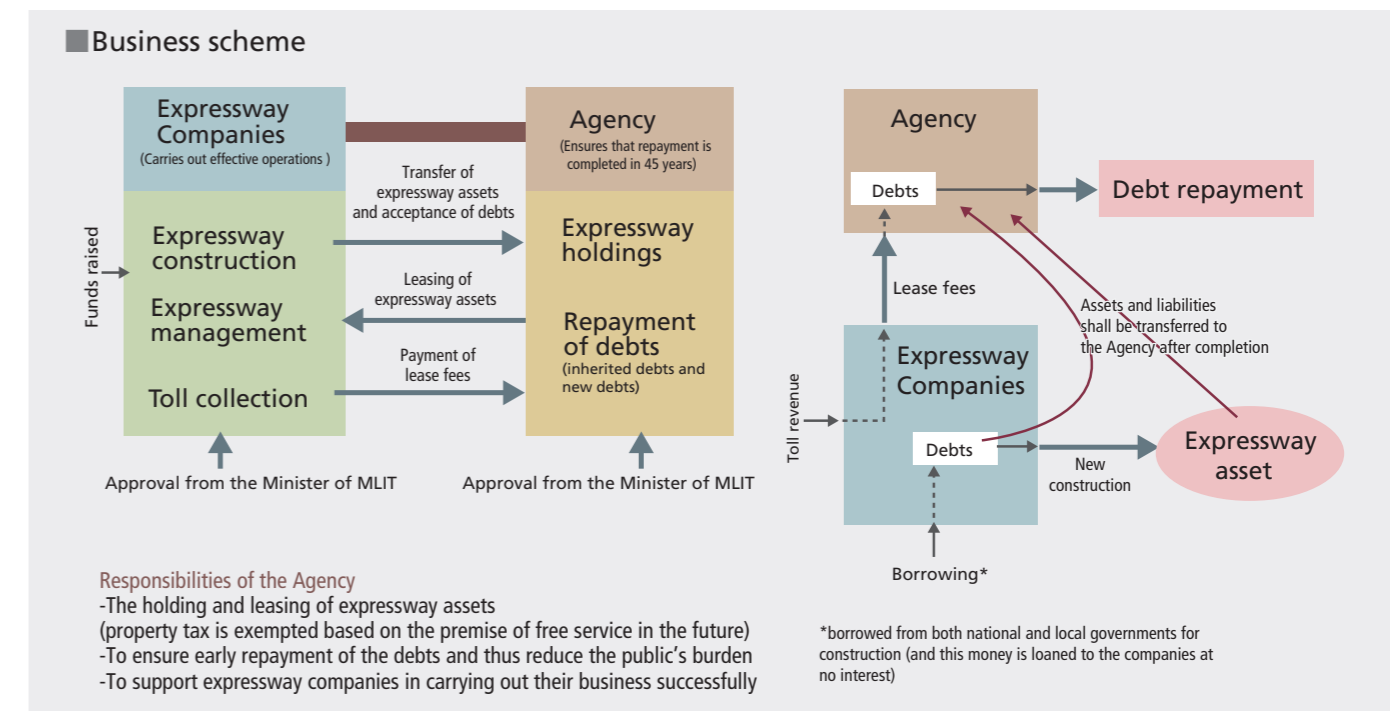 ■Business scheme
Expressway
Companies
(Carries out effective operations )
Agency
(Ensures that repayment is
completed in 45 years)
Transfer of
expressway assets
and acceptance of debts
Funds raised
Expressway
construction
Expressway
holdings
Leasing of
expressway assets
Expressway
management
Repayment
of debts
(inherited debts and
new debts)
Payment of
lease fees
Toll collection
Approval from the Minister of MLIT
Approval from the Minister of MLIT
Responsibilities of the Agency
-The holding and leasing of expressway assets
(property tax is exempted based on the premise of free service in the future)
-To ensure early repayment of the debts and thus reduce the public’s burden
-To support expressway companies in carrying out their business successfully
Agency
Debts
Debt repayment
Lease fees
Assets and liabilities
shall be transferred to
the Agency after completion
Expressway
Companies
Toll revenue
Debts
New
construction
Expressway
asset
Borrowing*
*borrowed from both national and local governments for
construction (and this money is loaned to the companies at
no interest)